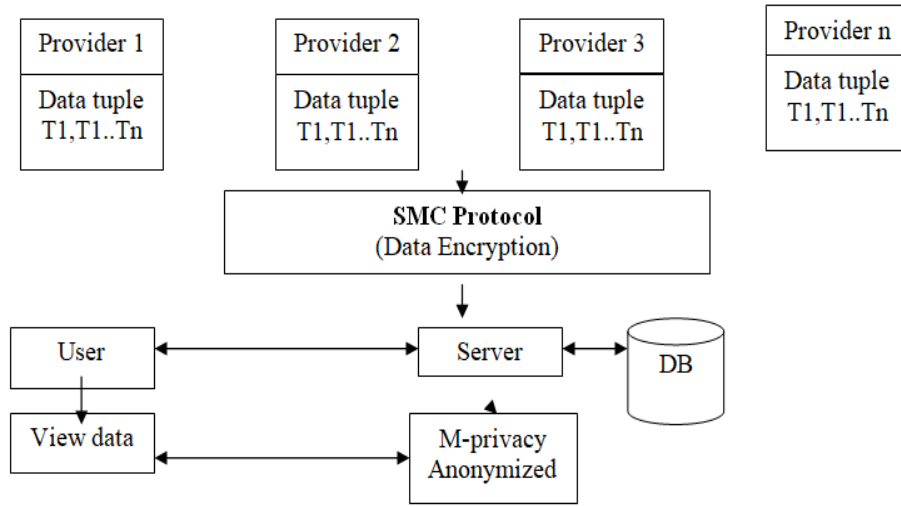 Provider 1
Data tuple
T1,T1..Tn
Provider 2
Data tuple
T1,T1..Tn
Provider 3
Data tuple
T1,T1..Tn
Provider n
Data tuple
T1,T1..Tn
SMC Protocol
(Data Encryption)
User
Server
DB
View data
M-privacy
Anonymized